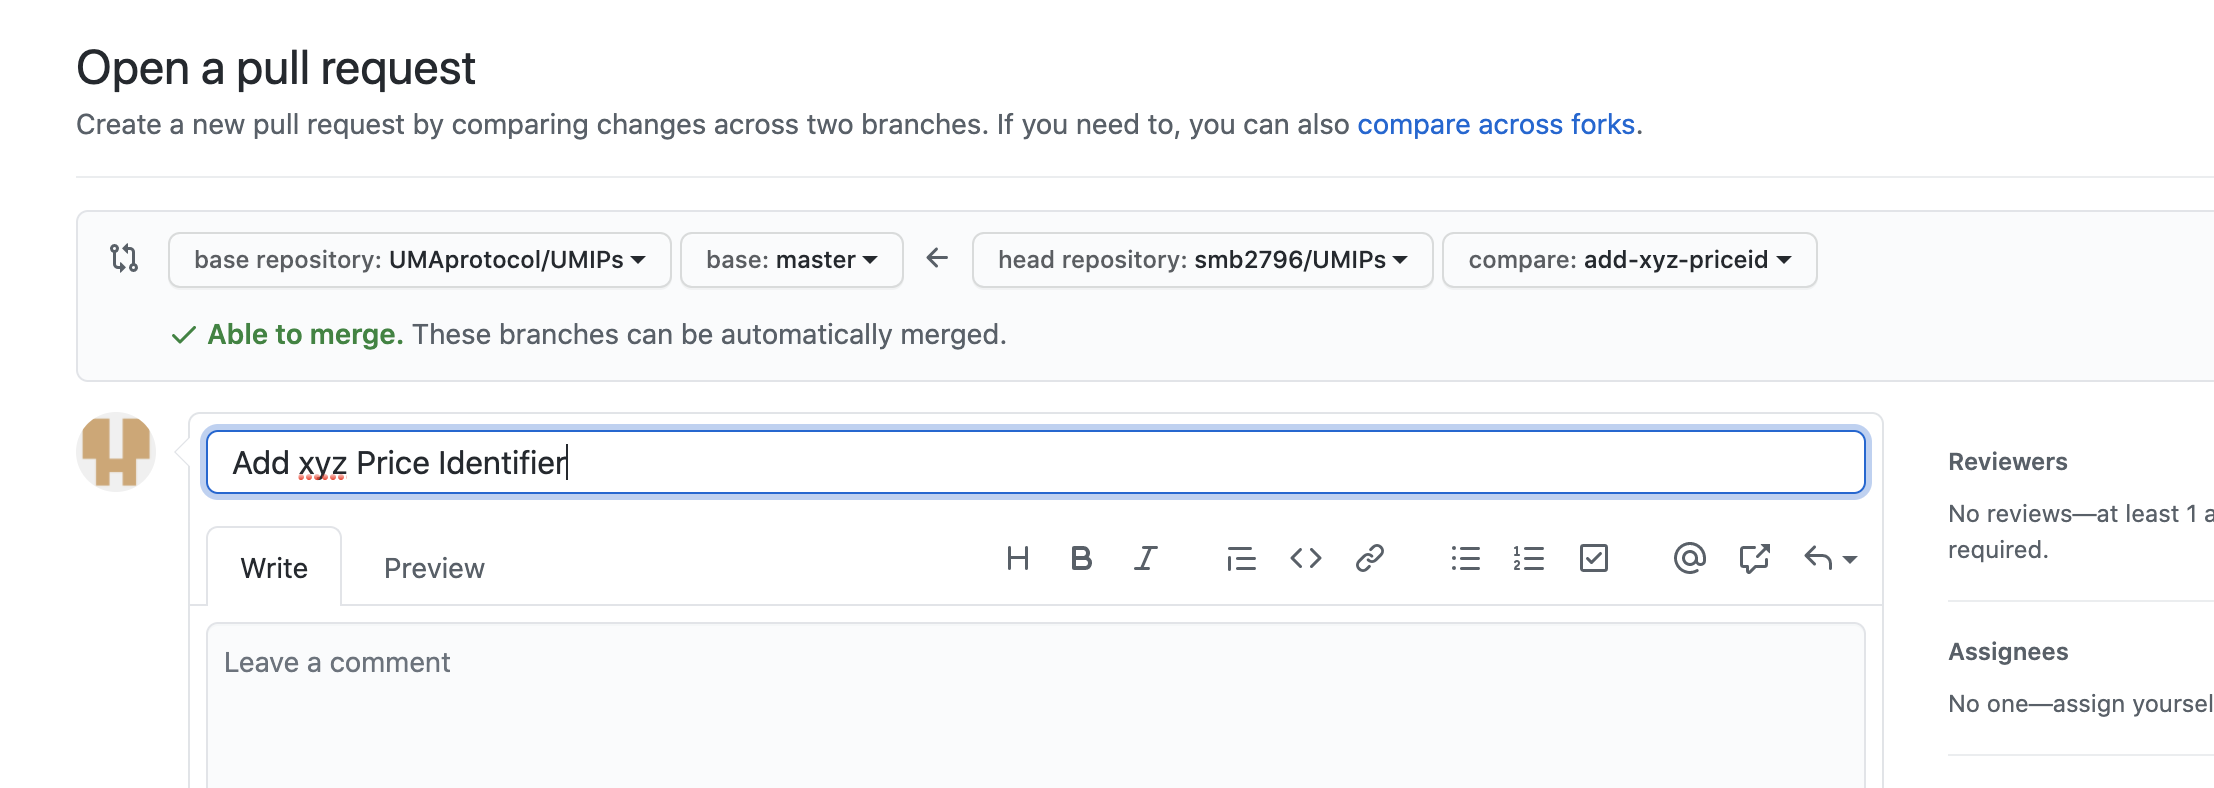 Open a pull request
Create a new pull request by comparing changes across two branches. If you need to, you can also compare across forks.
base repository: UMAprotocol/UMIPs base: master head repository: smb2796/UMIPs compare: add-xyz-priceid
Able to merge. These branches can be automatically merged.
Add xyz Price Identifier
Reviewers
No reviews—at least 1
required.
Write Preview
Leave a comment
Assignees
No one—assign yoursel